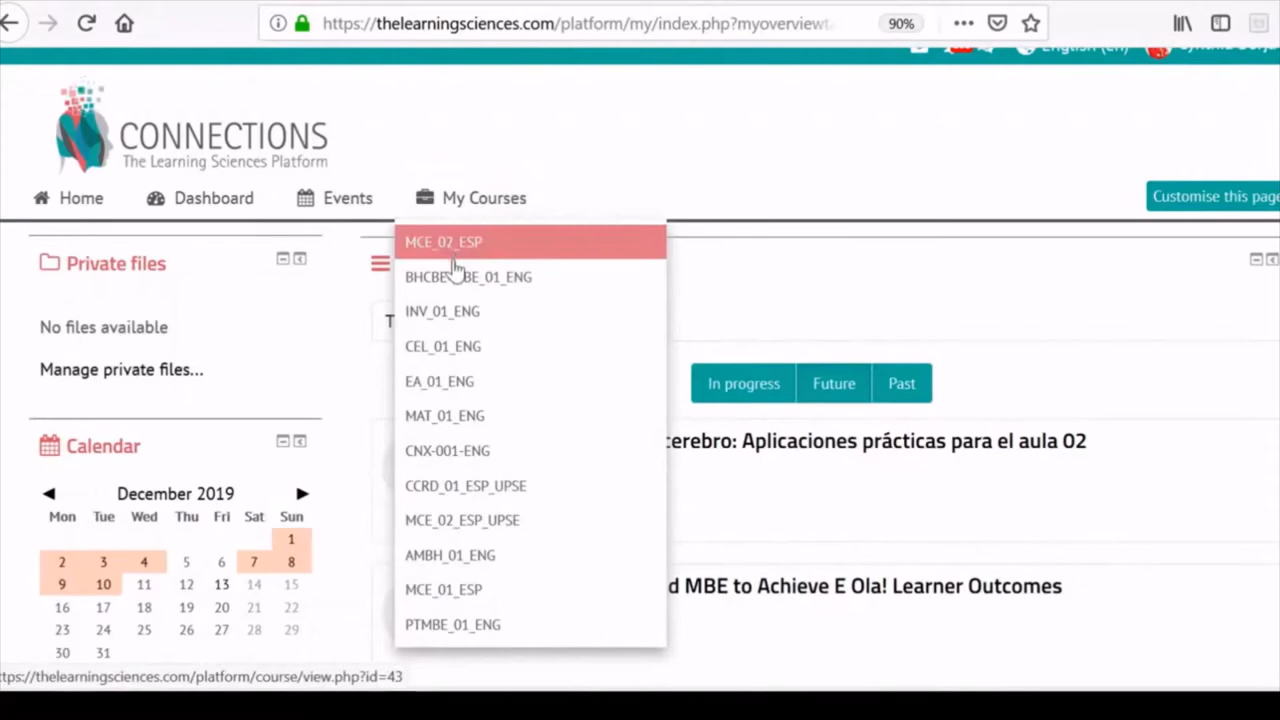 https://thelearningsciences.com/platform/my/index.php?myoverviewt
90%
English (en)
CONNECTIONS
The Learning Sciences Platform
Home Dashboard Events My Courses
Customise this page
MCE_02_ESP
Private files
BHCBE BE_01_ENG
INV_01_ENG
No files available
CEL_01_ENG
Manage private files...
EA_01_ENG
In progress Future Past
MAT_01_ENG
cerebro: Aplicaciones prácticas para el aula 02
Calendar
CNX-001-ENG
December 2019
CCRD_01_ESP_UPSE
Mon Tue Wed Thu Fri Sat Sun
MCE_02_ESP_UPSE
1
AMBH_01_ENG
2 3 4 5 6 7 8
9 10 11 12 13 14 15
MCE_01_ESP
d MBE to Achieve E Ola! Learner Outcomes
16 17 18 19 20 21 22
PTMBE_01_ENG
23 24 25 26 27 28 29
30 31
ttps://thelearningsciences.com/platform/course/view.php?id=43